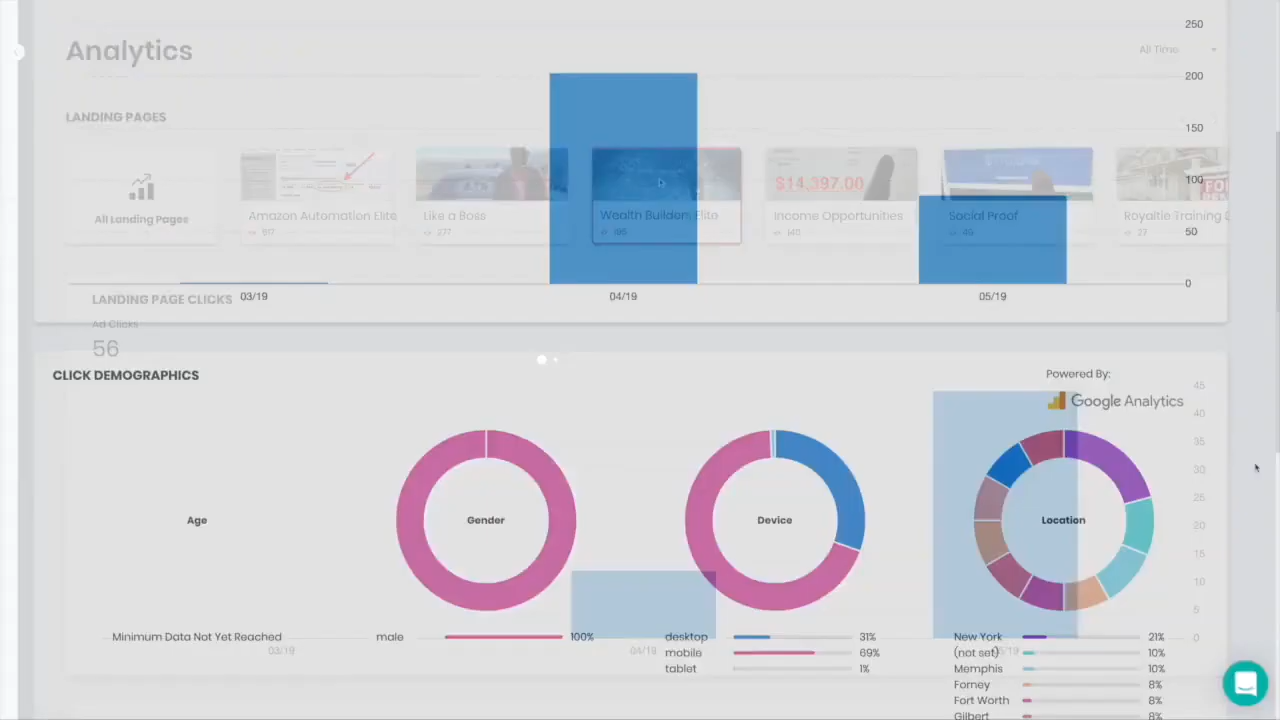 250
Analytics
All Time
200
LANDING PAGES
150
100
$14,397.00
All Landing Pages
Amazon Automation Elite
Like a Boss
Wealth Builders Elite
Income Opportunities
Social Proof
Royaltie Training
617
277
195
140
49
27
50
0
03/19
04/19
05/19
LANDING PAGE CLICKS
Ad Clicks
56
CLICK DEMOGRAPHICS
Powered By:
Google Analytics
45
40
35
30
25
20
15
10
5
0
Age
Gender
Device
Location
Minimum Data Not Yet Reached
male 100%
desktop 31%
mobile 69%
tablet 1%
New York 21%
(not set) 10%
Memphis 10%
Forney 8%
Fort Worth 8%
Gilbert 8%
03/19
04/19
05/19